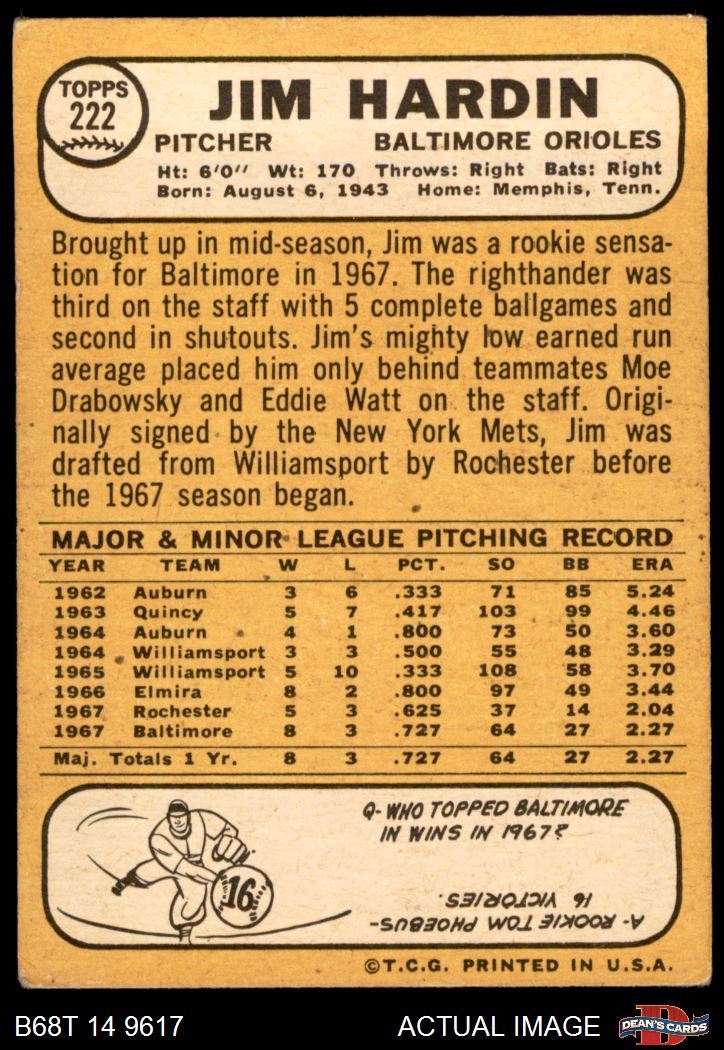 TOPPS
222
JIM HARDIN
PITCHER BALTIMORE ORIOLES
Ht: 6'0" Wt: 170 Throws: Right Bats: Right
Born: August 6, 1943 Home: Memphis, Tenn.
Brought up in mid-season, Jim was a rookie sensa-
tion for Baltimore in 1967. The righthander was
third on the staff with 5 complete ballgames and
second in shutouts. Jim's mighty low earned run
average placed him only behind teammates Moe
Drabowsky and Eddie Watt on the staff. Origi-
nally signed by the New York Mets, Jim was
drafted from Williamsport by Rochester before
the 1967 season began.
MAJOR & MINOR LEAGUE PITCHING RECORD
YEAR TEAM W L PCT. SO BB ERA
1962 Auburn 3 6 .333 71 85 5.24
1963 Quincy 5 7 .417 103 99 4.46
1964 Auburn 4 1 .800 73 50 3.60
1964 Williamsport 3 3 .500 55 48 3.29
1965 Williamsport 5 10 .333 108 58 3.70
1966 Elmira 8 2 .800 97 49 3.44
1967 Rochester 5 3 .625 37 14 2.04
1967 Baltimore 8 3 .727 64 27 2.27
Maj. Totals 1 Yr. 8 3 .727 64 27 2.27
Q- WHO TOPPED BALTIMORE
IN WINS IN 1967?
16
A- ROOKIE TOM PHOEBUS-
16 VICTORIES.
©T.C.G. PRINTED IN U.S.A.
B68T 14 9617 ACTUAL IMAGE
D
DEAN'S CARDS